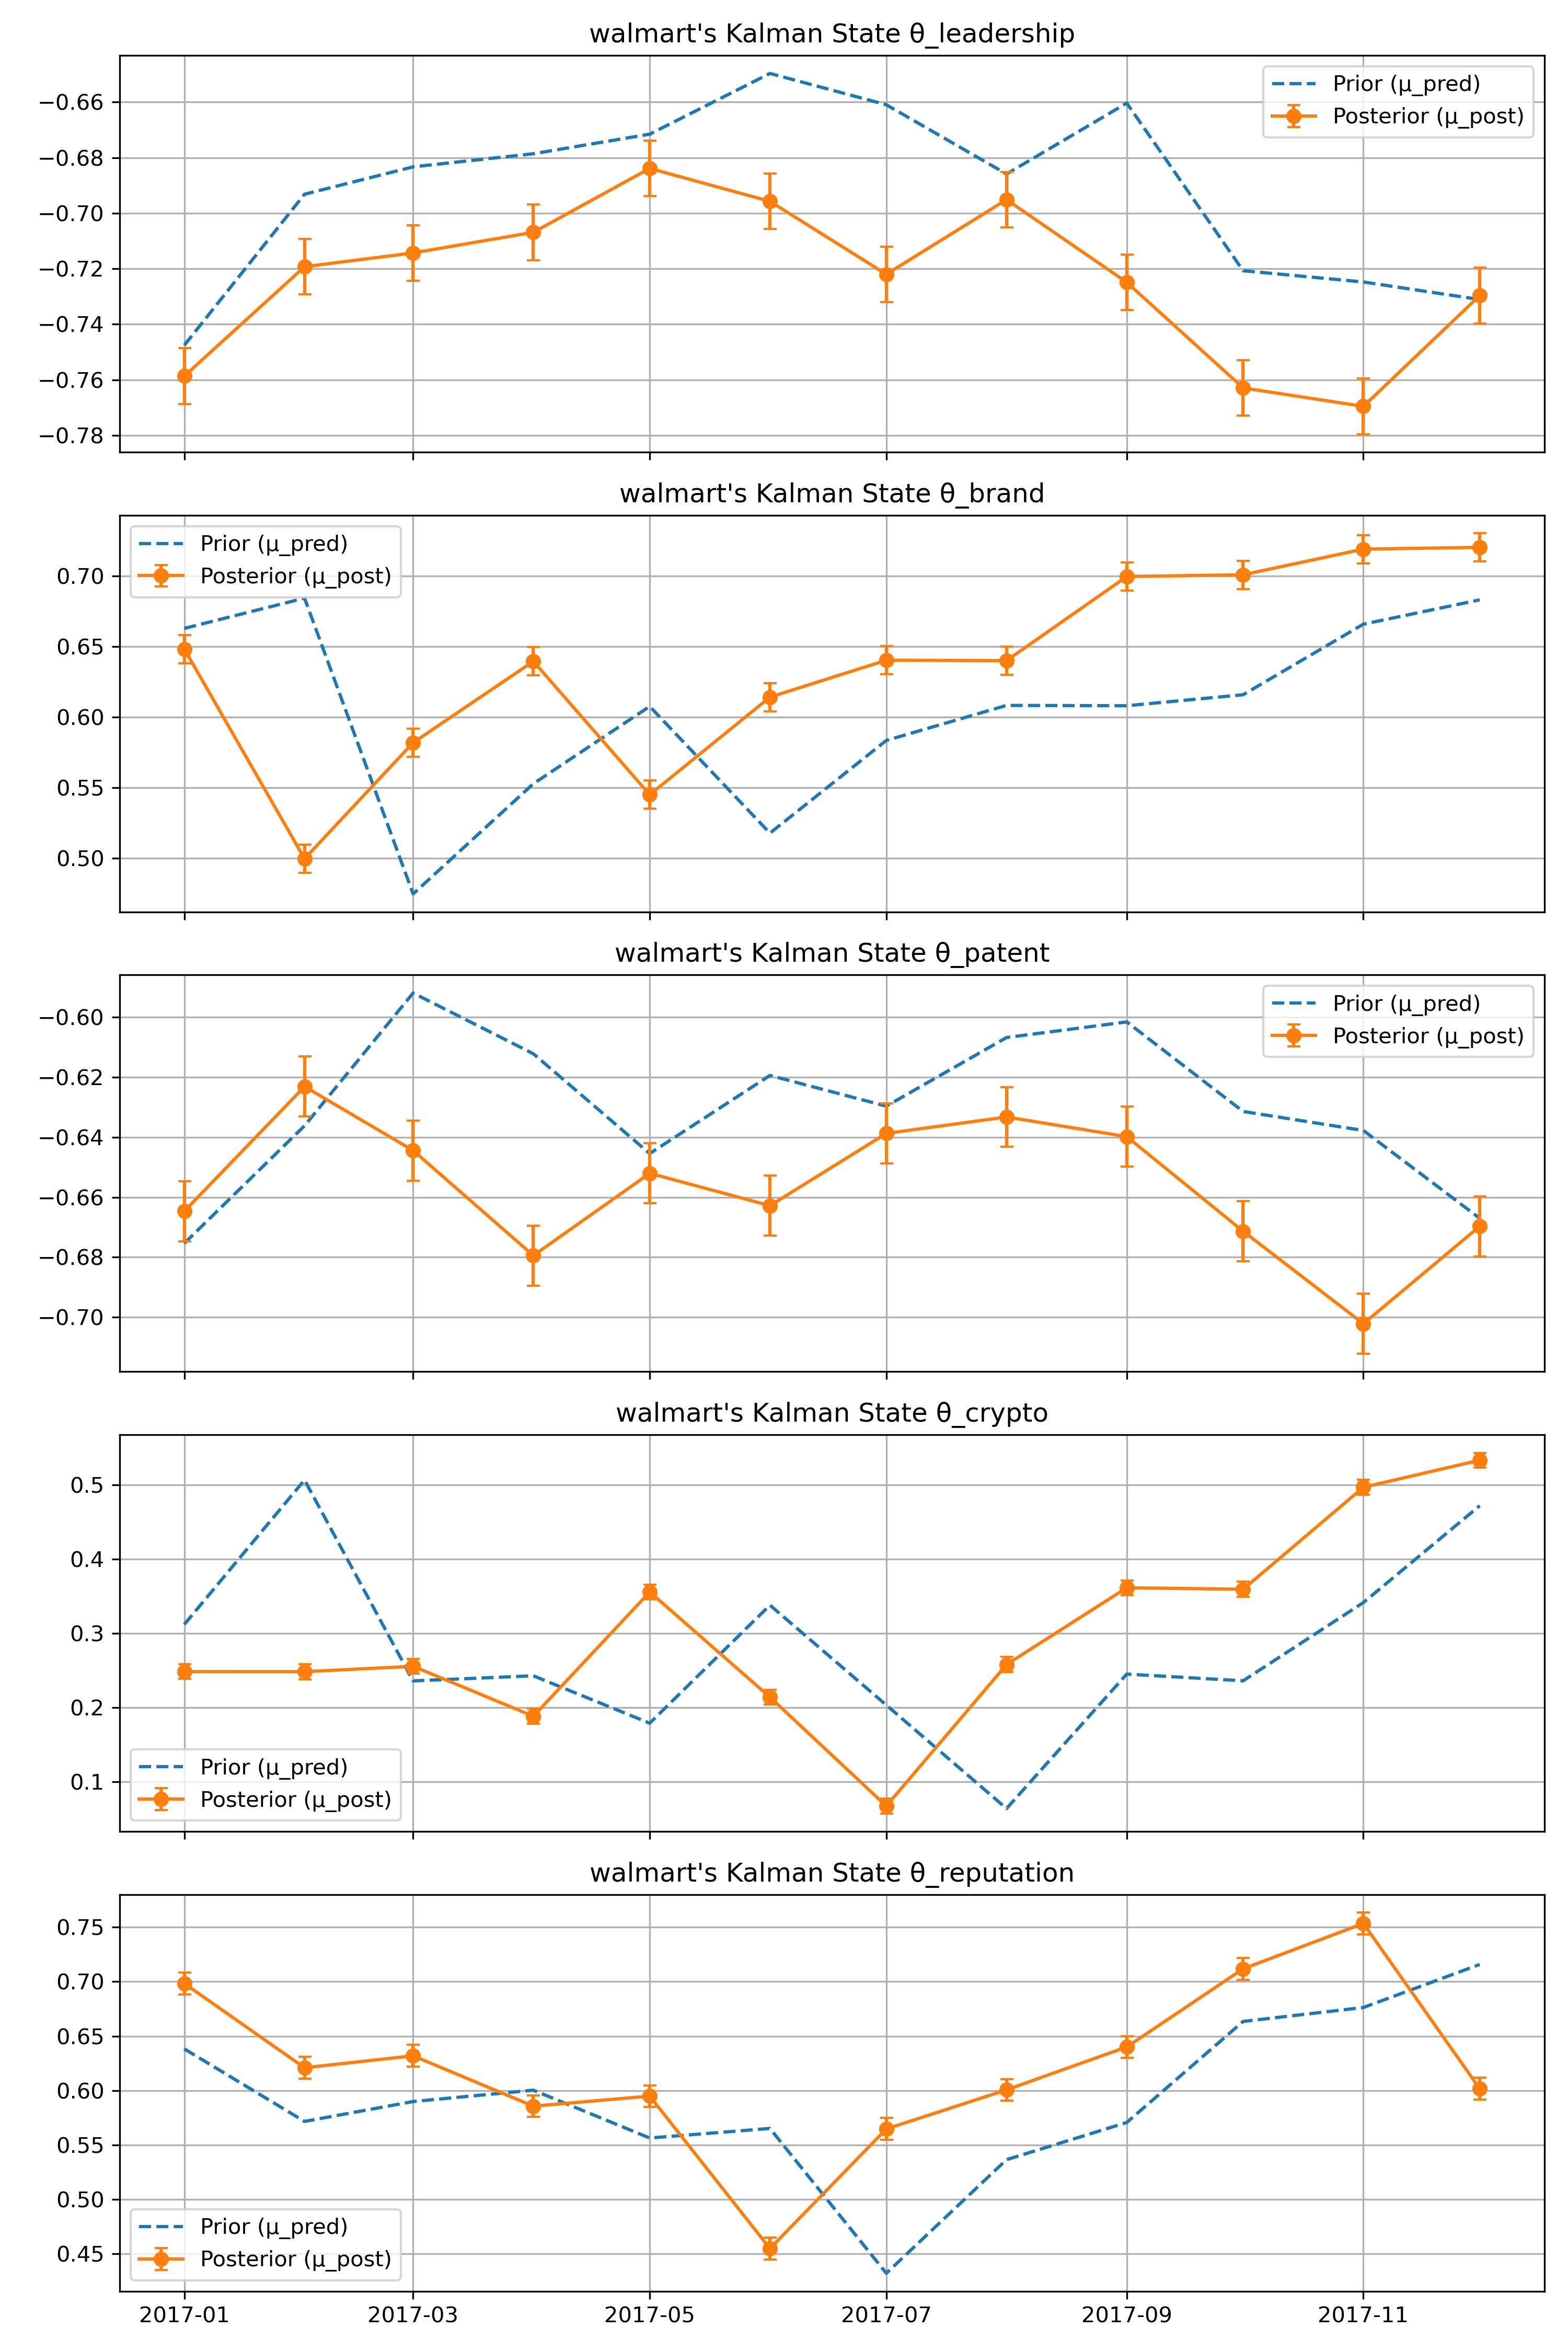 walmart's Kalman State θ_leadership
−0.66
−0.68
−0.70
−0.72
−0.74
−0.76
−0.78
Prior (μ_pred)
Posterior (μ_post)
walmart's Kalman State θ_brand
0.70
0.65
0.60
0.55
0.50
Prior (μ_pred)
Posterior (μ_post)
walmart's Kalman State θ_patent
−0.60
−0.62
−0.64
−0.66
−0.68
−0.70
Prior (μ_pred)
Posterior (μ_post)
walmart's Kalman State θ_crypto
0.5
0.4
0.3
0.2
0.1
Prior (μ_pred)
Posterior (μ_post)
walmart's Kalman State θ_reputation
0.75
0.70
0.65
0.60
0.55
0.50
0.45
Prior (μ_pred)
Posterior (μ_post)
2017-01 2017-03 2017-05 2017-07 2017-09 2017-11